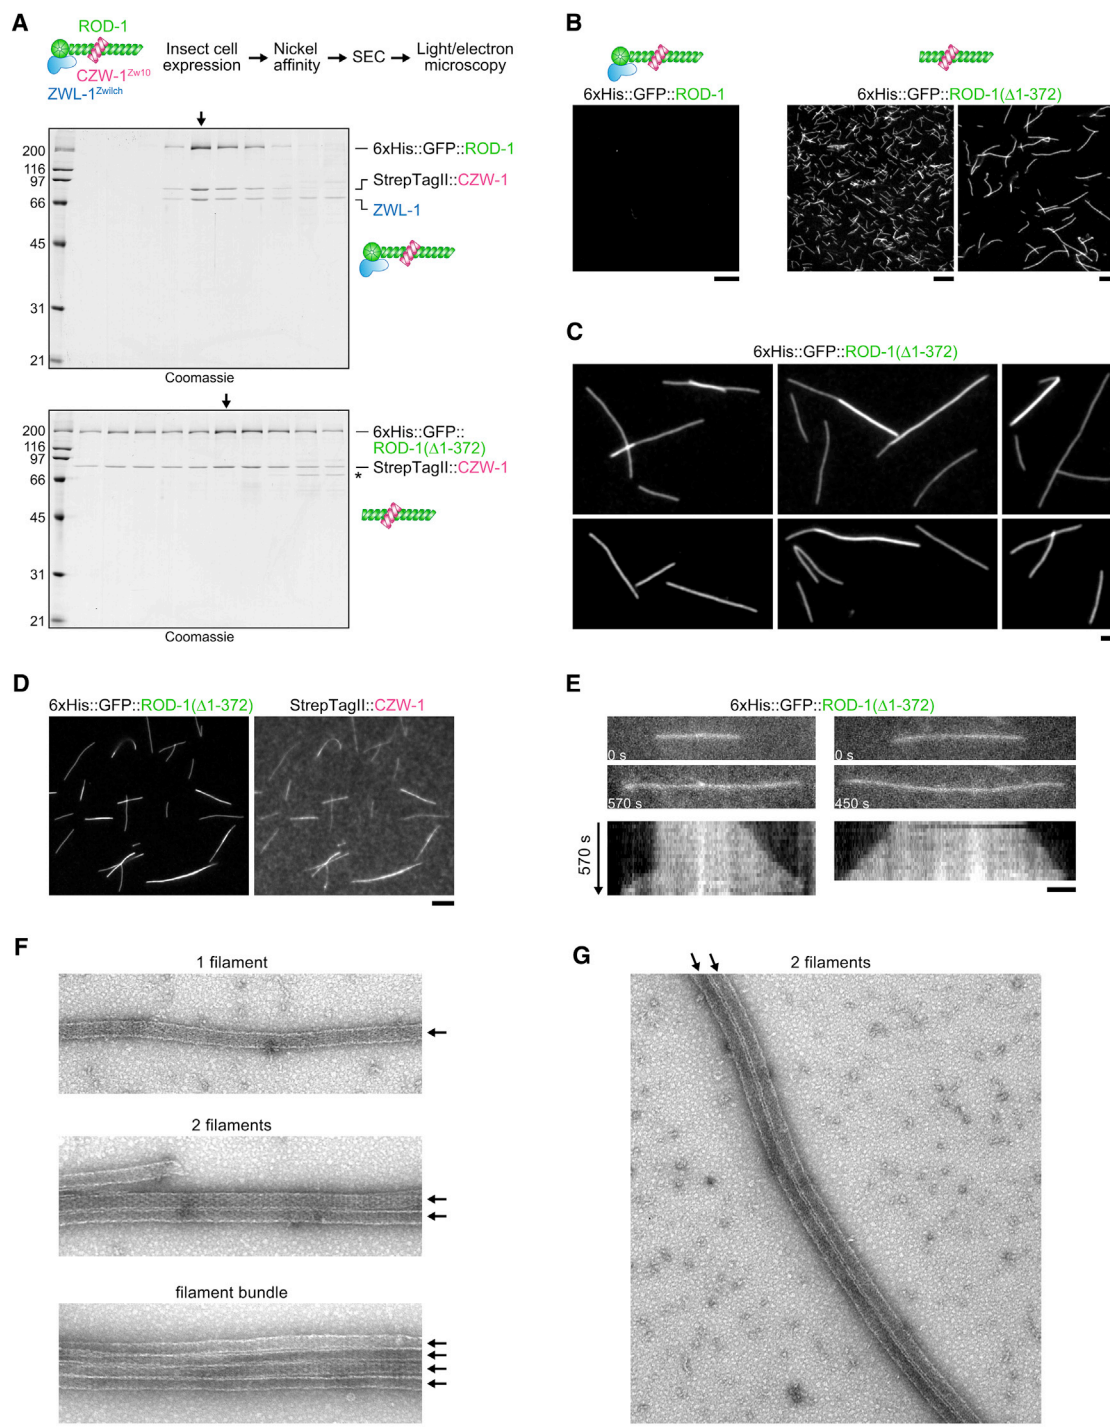 A
ROD-1
CZW-1^Zw10
ZWL-1^Zwilch
Insect cell
expression
Nickel
affinity
SEC
Light/electron
microscopy
200
116
97
66
45
31
21
6xHis::GFP::ROD-1
StrepTagII::CZW-1
ZWL-1
Coomassie
200
116
97
66
45
31
21
6xHis::GFP::
ROD-1(Δ1-372)
StrepTagII::CZW-1
*
Coomassie
B
6xHis::GFP::ROD-1
6xHis::GFP::ROD-1(Δ1-372)
C
6xHis::GFP::ROD-1(Δ1-372)
D
6xHis::GFP::ROD-1(Δ1-372)
StrepTagII::CZW-1
E
6xHis::GFP::ROD-1(Δ1-372)
0 s
0 s
570 s
450 s
570 s
F
1 filament
2 filaments
filament bundle
G
2 filaments